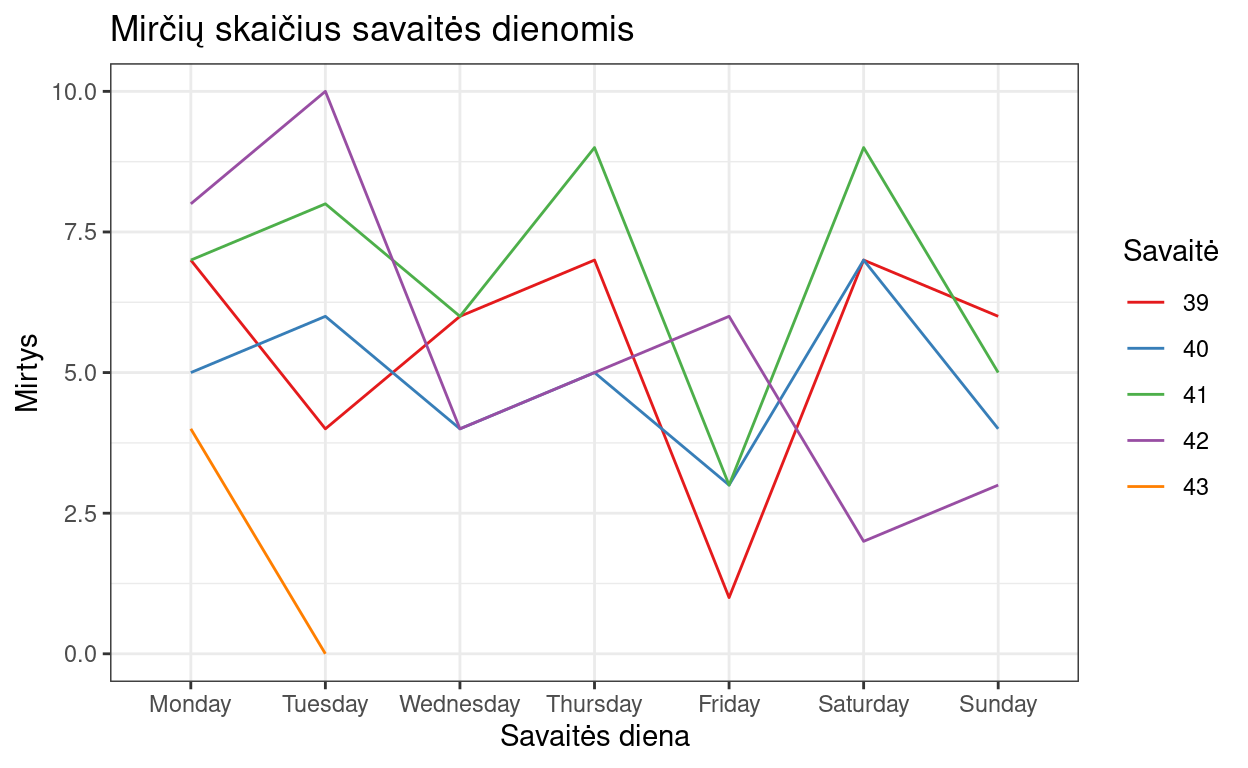 Mirčių skaičius savaitės dienomis
10.0
7.5
5.0
2.5
0.0
Mirtys
Monday Tuesday Wednesday Thursday Friday Saturday Sunday
Savaitės diena
Savaitė
39
40
41
42
43